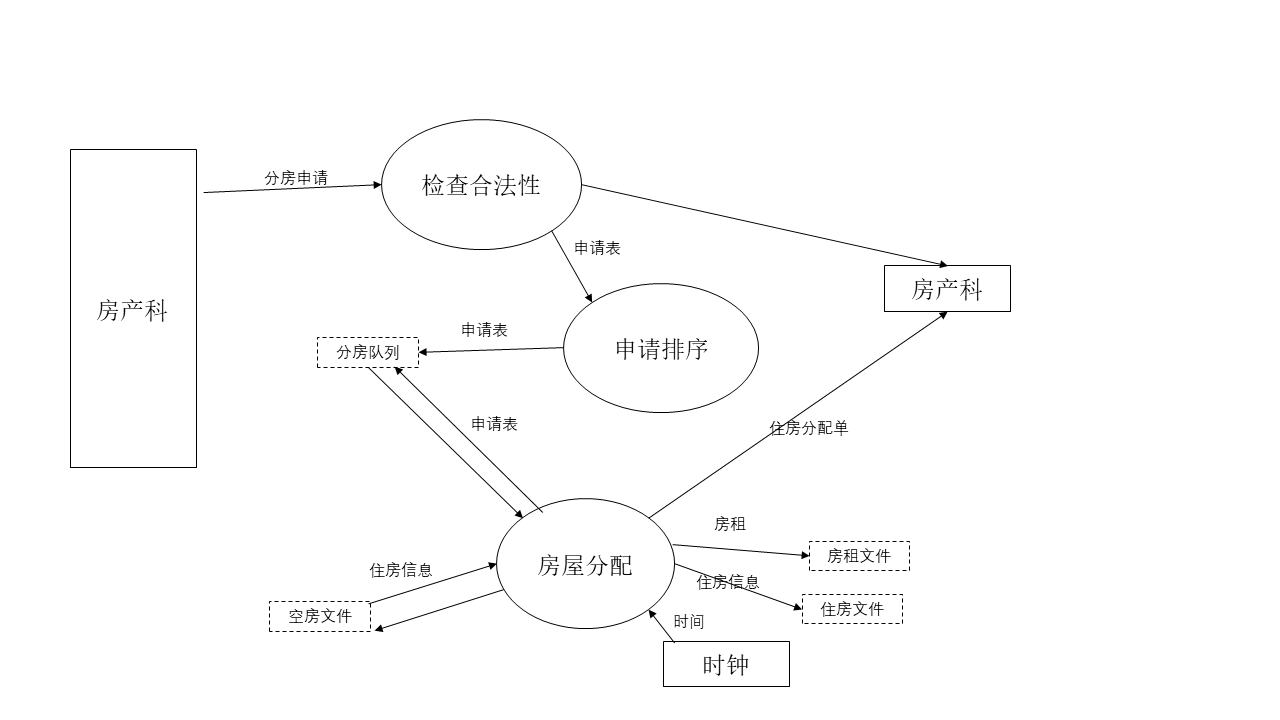 分房申请
检查合法性
申请表
房产科
房产科
申请表
分房队列
申请排序
申请表
住房分配单
房租
房屋分配
房租文件
住房信息
住房信息
空房文件
住房文件
时间
时钟